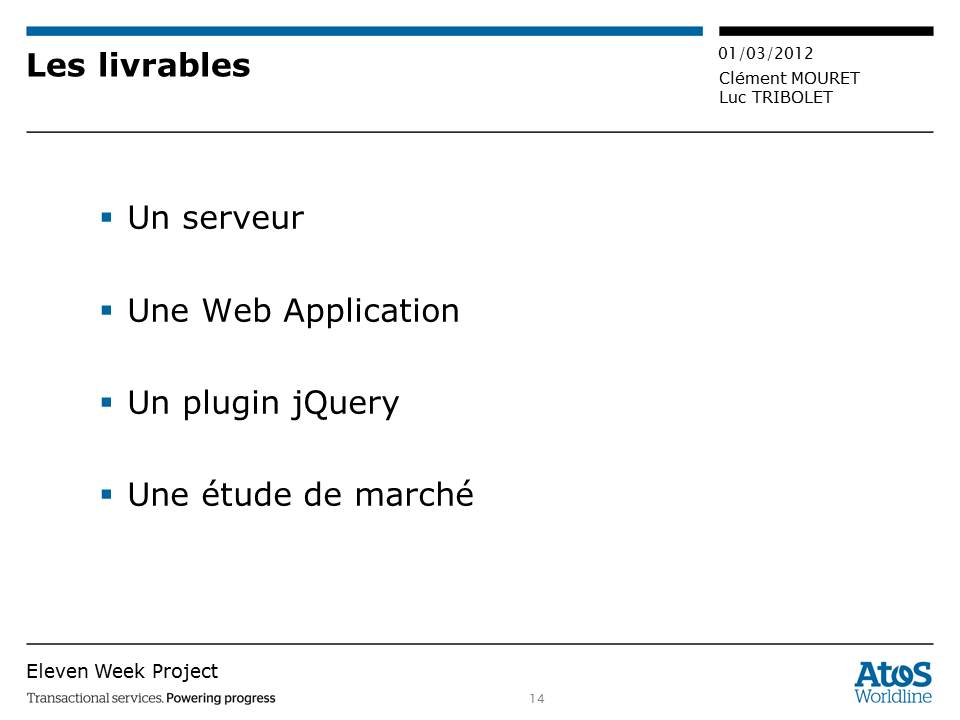 Les livrables
01/03/2012
Clément MOURET
Luc TRIBOLET
Un serveur
Une Web Application
Un plugin jQuery
Une étude de marché
Eleven Week Project
Transactional services. Powering progress
14
Atos
Worldline